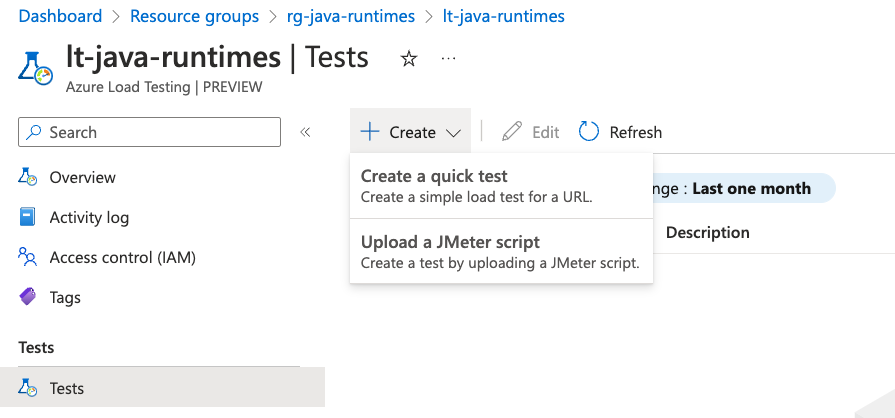 Dashboard > Resource groups > rg-java-runtimes > lt-java-runtimes
lt-java-runtimes | Tests ☆ ···
Azure Load Testing | PREVIEW
Search «
Overview
Activity log
Access control (IAM)
Tags
Tests
Tests
+ Create Edit Refresh
Create a quick test
Create a simple load test for a URL.
Upload a JMeter script
Create a test by uploading a JMeter script.
nge : Last one month
Description